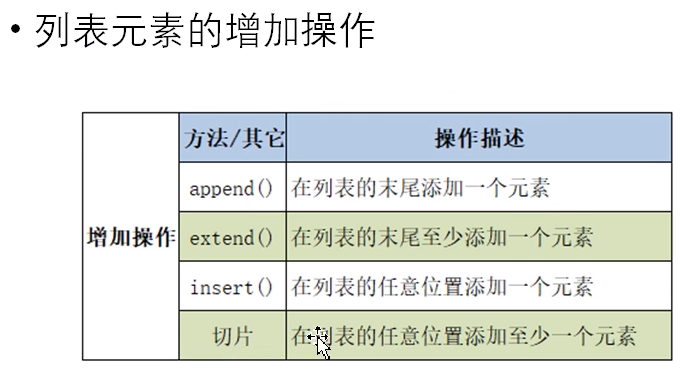 • 列表元素的增加操作
方法/其它 操作描述
append() 在列表的末尾添加一个元素
增加操作 extend() 在列表的末尾至少添加一个元素
insert() 在列表的任意位置添加一个元素
切片 在列表的任意位置添加至少一个元素